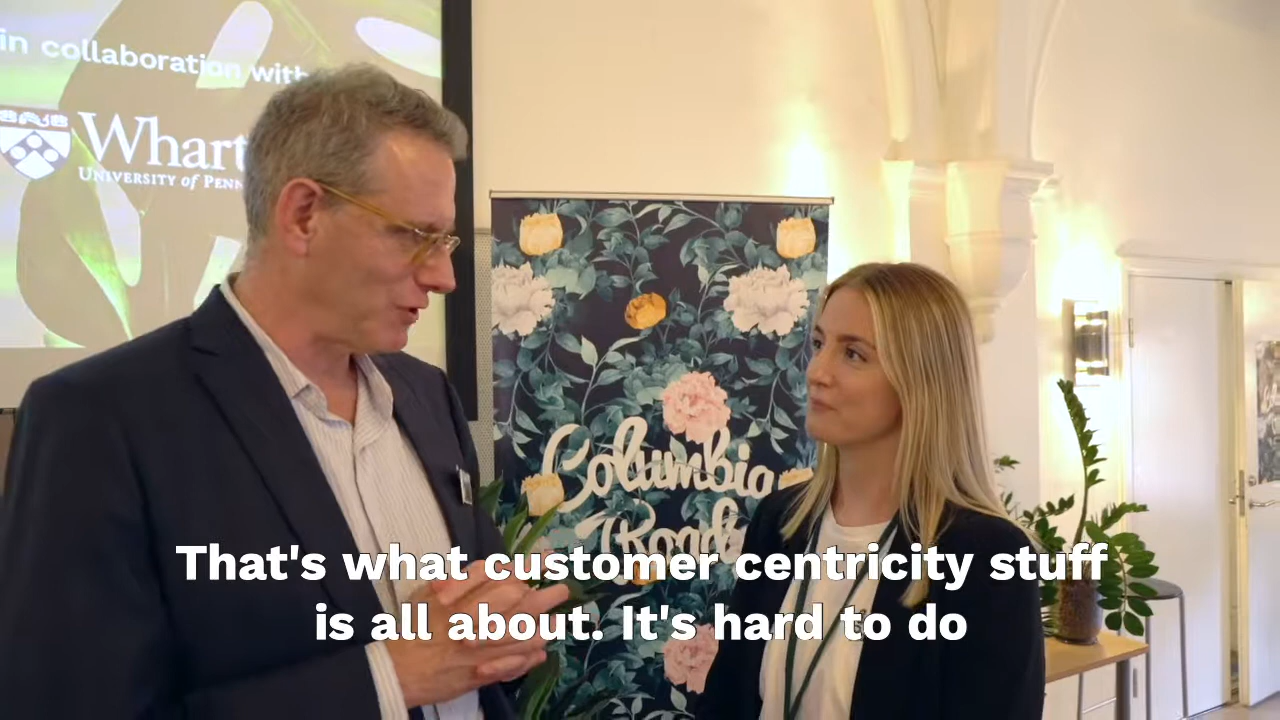 in collaboration with
Whart
UNIVERSITY of PENN
Columbia
Road
That's what customer centricity stuff
is all about. It's hard to do